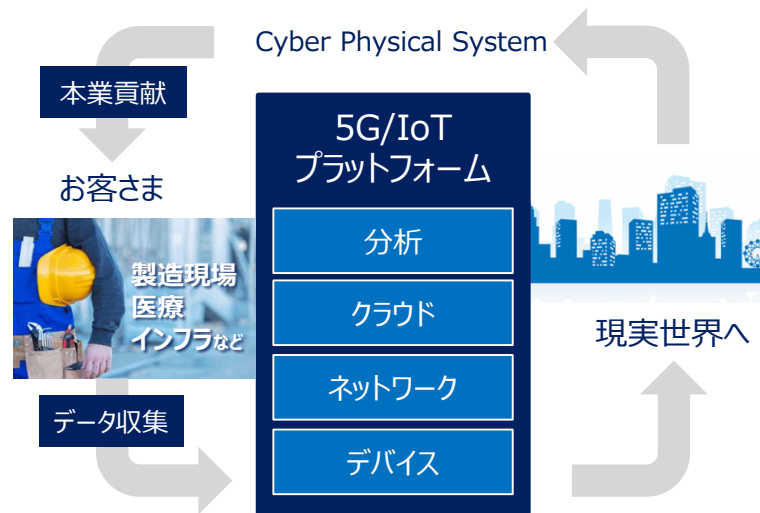 Cyber Physical System
本業貢献
お客さま
製造現場
医療
インフラなど
データ収集
5G/IoT
プラットフォーム
分析
クラウド
ネットワーク
デバイス
現実世界へ